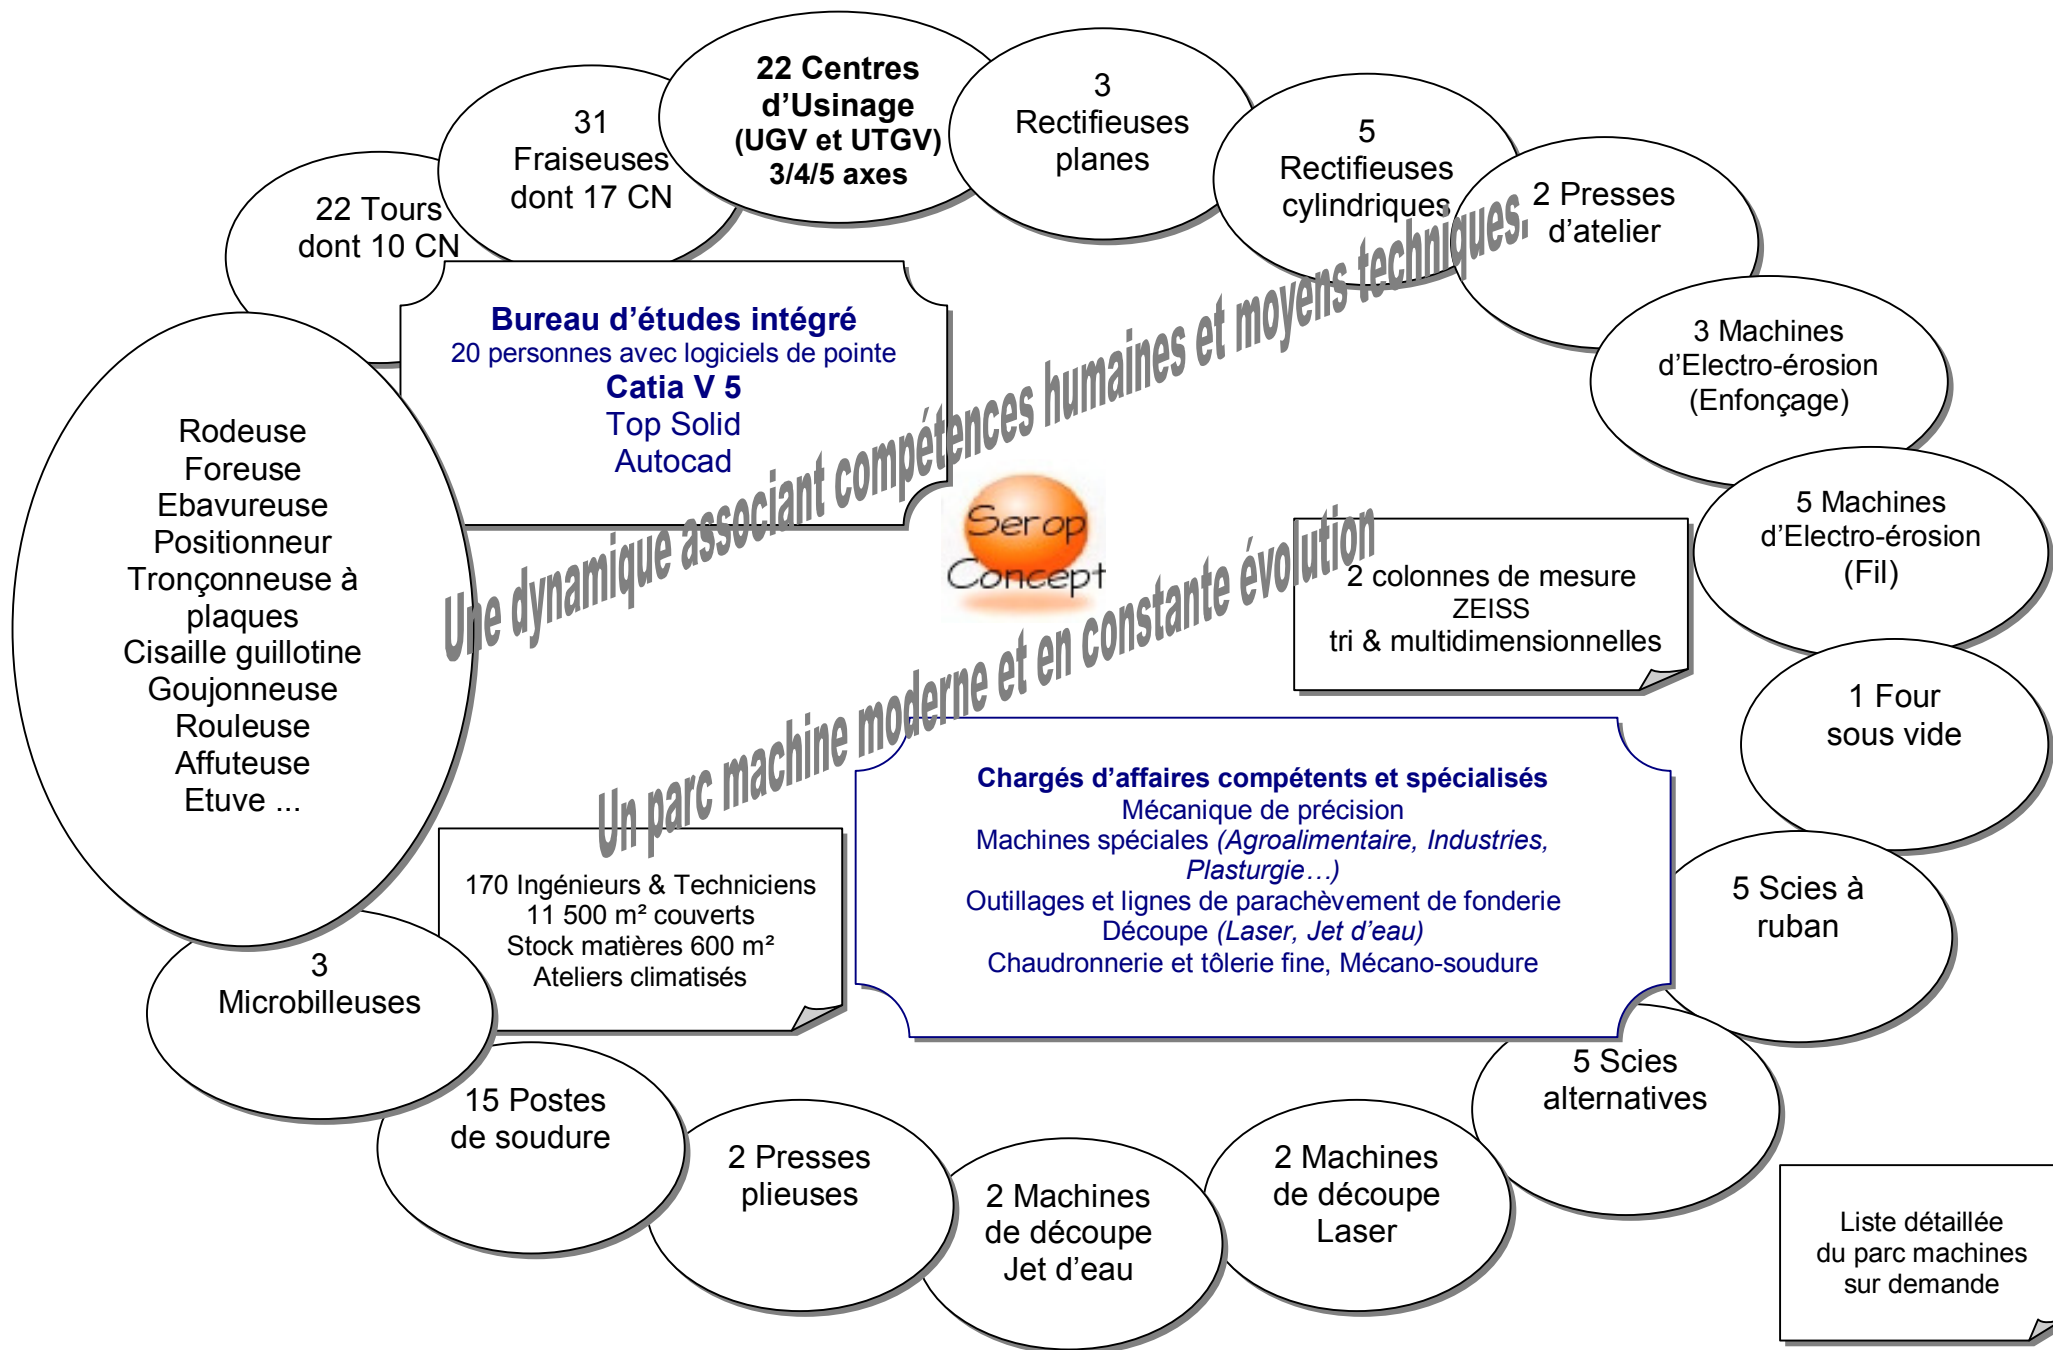 22 Centres
d’Usinage
(UGV et UTGV)
3/4/5 axes
3
Rectifieuses
planes
31
Fraiseuses
dont 17 CN
5
Rectifieuses
cylindriques
22 Tours
dont 10 CN
2 Presses
d’atelier
Bureau d’études intégré
20 personnes avec logiciels de pointe
Catia V 5
Top Solid
Autocad
3 Machines
d’Electro-érosion
(Enfonçage)
Une dynamique associant compétences humaines et moyens techniques.
Rodeuse
Foreuse
Ebavureuse
Positionneur
Tronçonneuse à
plaques
Cisaille guillotine
Goujonneuse
Rouleuse
Affuteuse
Etuve ...
Serop
Concept
5 Machines
d’Electro-érosion
(Fil)
2 colonnes de mesure
ZEISS
tri & multidimensionnelles
Un parc machine moderne et en constante évolution
1 Four
sous vide
Chargés d’affaires compétents et spécialisés
Mécanique de précision
Machines spéciales (Agroalimentaire, Industries,
Plasturgie…)
Outillages et lignes de parachèvement de fonderie
Découpe (Laser, Jet d’eau)
Chaudronnerie et tôlerie fine, Mécano-soudure
170 Ingénieurs & Techniciens
11 500 m² couverts
Stock matières 600 m²
Ateliers climatisés
5 Scies à
ruban
3
Microbilleuses
5 Scies
alternatives
15 Postes
de soudure
2 Presses
plieuses
2 Machines
de découpe
Jet d’eau
2 Machines
de découpe
Laser
Liste détaillée
du parc machines
sur demande